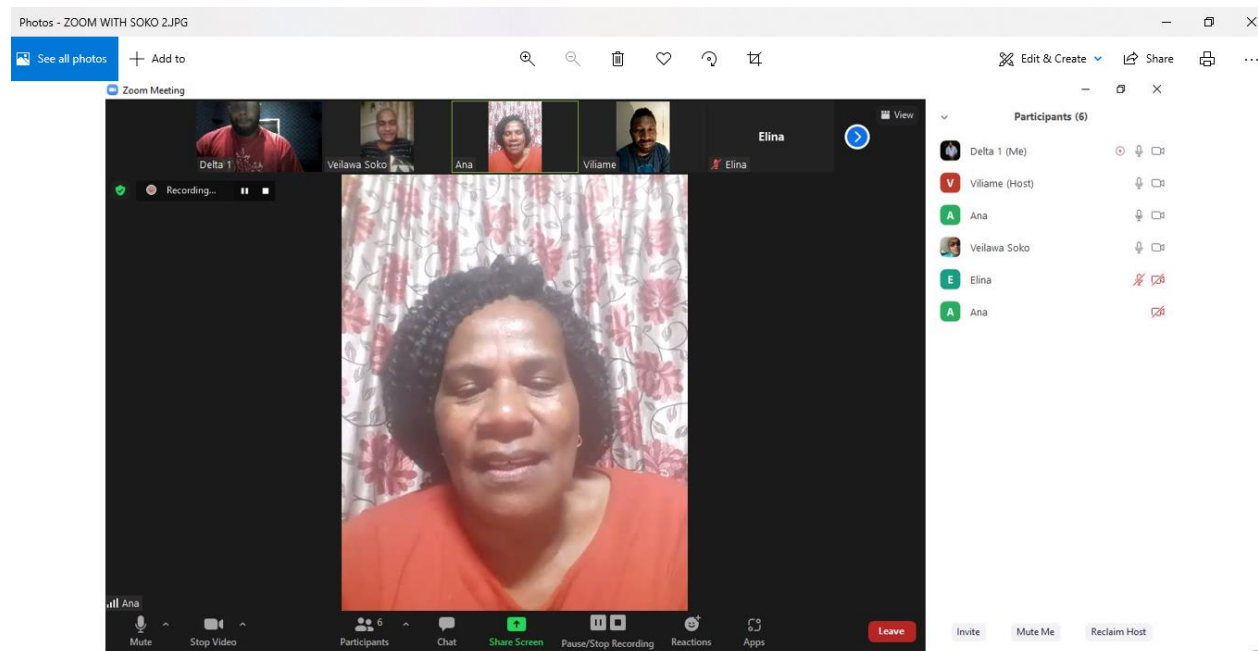 Photos - ZOOM WITH SOKO 2.JPG
See all photos
Add to
Edit & Create
Share
Zoom Meeting
Delta 1
Veilawa Soko
Ana
Viliame
Elina
Elina
View
Recording...
Ana
Mute
Stop Video
Participants
6
Chat
Share Screen
Pause/Stop Recording
Reactions
Apps
Leave
Participants (6)
Delta 1 (Me)
V Viliame (Host)
A Ana
Veilawa Soko
E Elina
A Ana
Invite
Mute Me
Reclaim Host